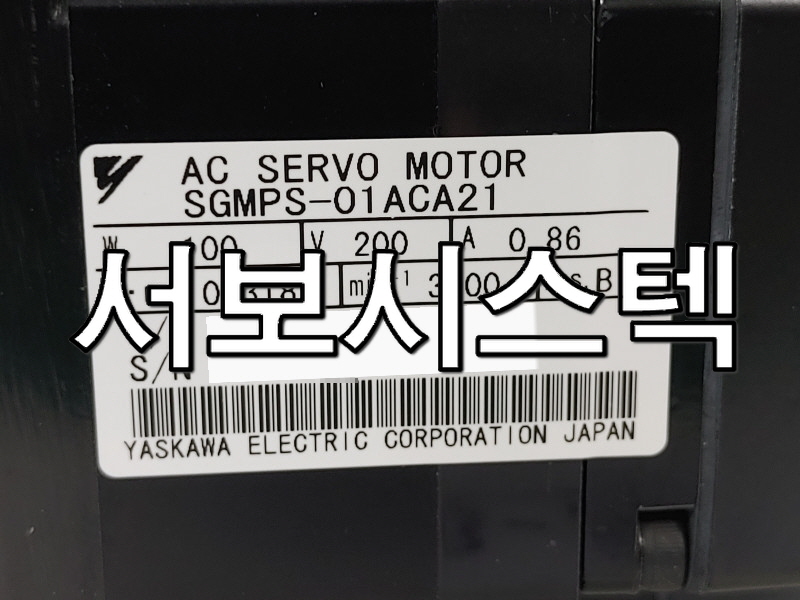 AC SERVO MOTOR
SGMPS-01ACA21
W 100 V 200 A 0.86
서보시스텍
S/N
YASKAWA ELECTRIC CORPORATION JAPAN